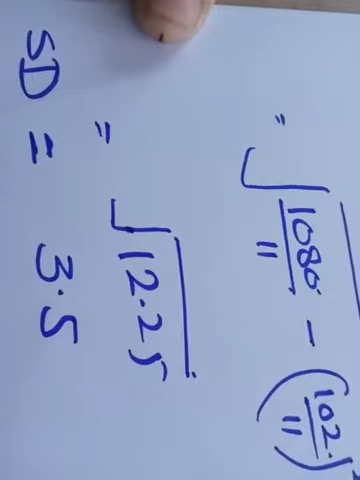 = √1080/11 - (102/11)²
= √12.25
SD = 3.5